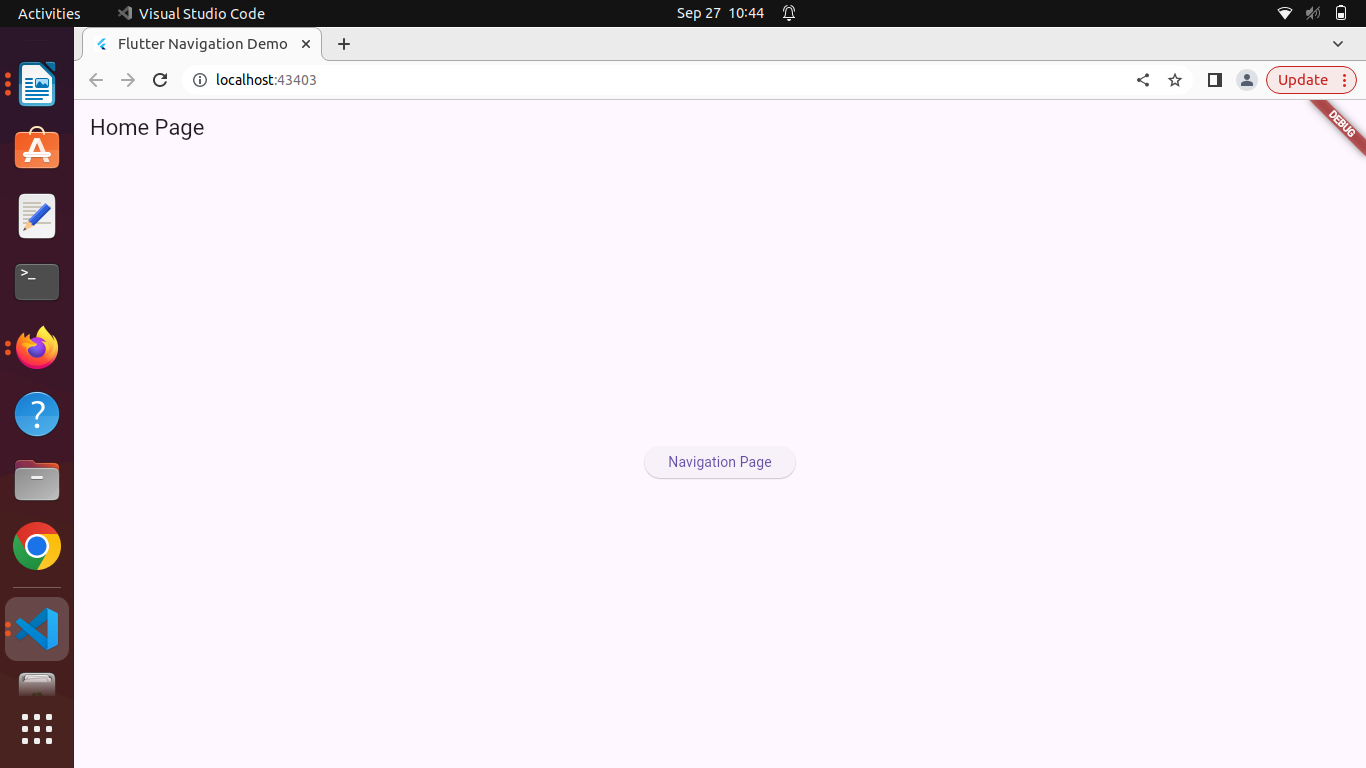 Activities
Visual Studio Code
Sep 27 10:44
Flutter Navigation Demo
localhost:43403
Update
Home Page
DEBUG
>_
?
Navigation Page